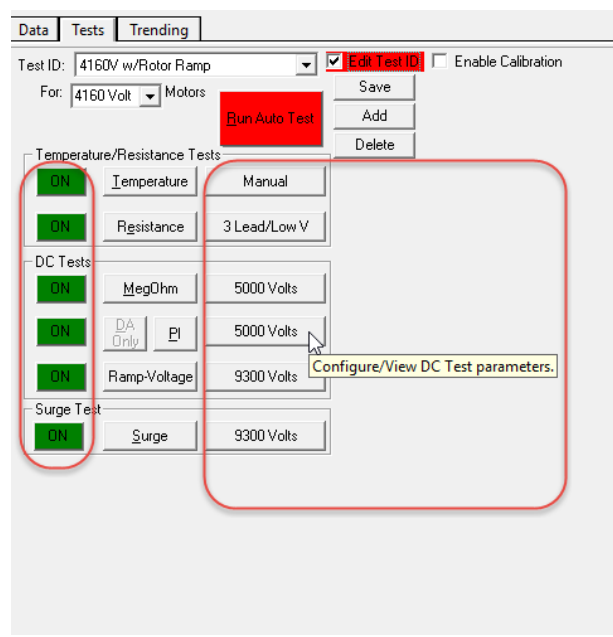 Data Tests Trending
Test ID: 4160V w/Rotor Ramp Edit Test ID Enable Calibration
For: 4160 Volt Motors Save
Run Auto Test Add
Delete
Temperature/Resistance Tests
ON Temperature Manual
ON Resistance 3 Lead/Low V
DC Tests
ON MegOhm 5000 Volts
ON DA Only PI 5000 Volts
Configure/View DC Test parameters.
ON Ramp-Voltage 9300 Volts
Surge Test
ON Surge 9300 Volts